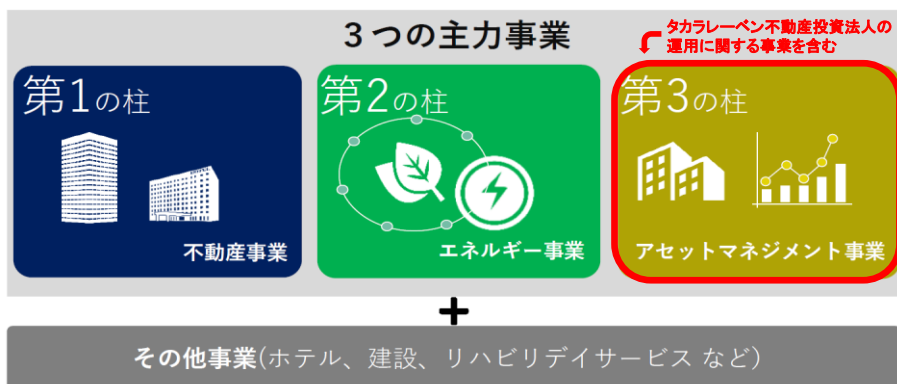 3つの主力事業
タカラレーベン不動産投資法人の
運用に関する事業を含む
第1の柱
不動産事業
第2の柱
エネルギー事業
第3の柱
アセットマネジメント事業
+
その他事業(ホテル、建設、リハビリデイサービス など)